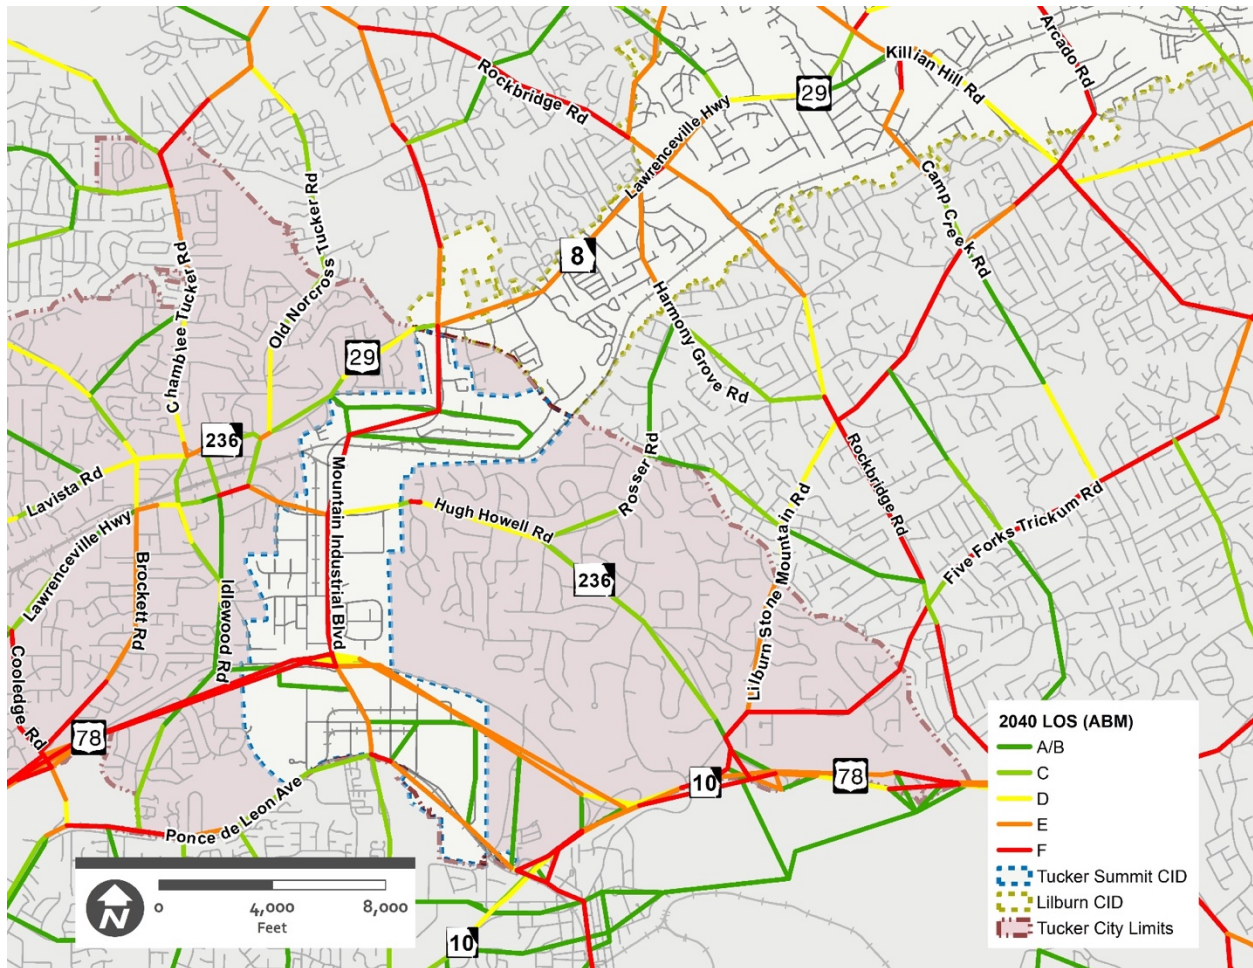 Arcado Rd
Killian Hill Rd
Rockbridge Rd
29
Lawrenceville Hwy
Camp Creek Rd
Old Norcross Tucker Rd
8
Chamblee Tucker Rd
Harmony Grove Rd
29
236
Rockbridge Rd
Rosser Rd
Lavista Rd
Mountain Industrial Blvd
Hugh Howell Rd
Five Forks Trickum Rd
Lawrenceville Hwy
Lilburn Stone Mountain Rd
236
Brockett Rd
Idlewood Rd
Cooledge Rd
78
10
78
Ponce de Leon Ave
10
N
0 4,000 8,000
Feet
2040 LOS (ABM)
A/B
C
D
E
F
Tucker Summit CID
Lilburn CID
Tucker City Limits